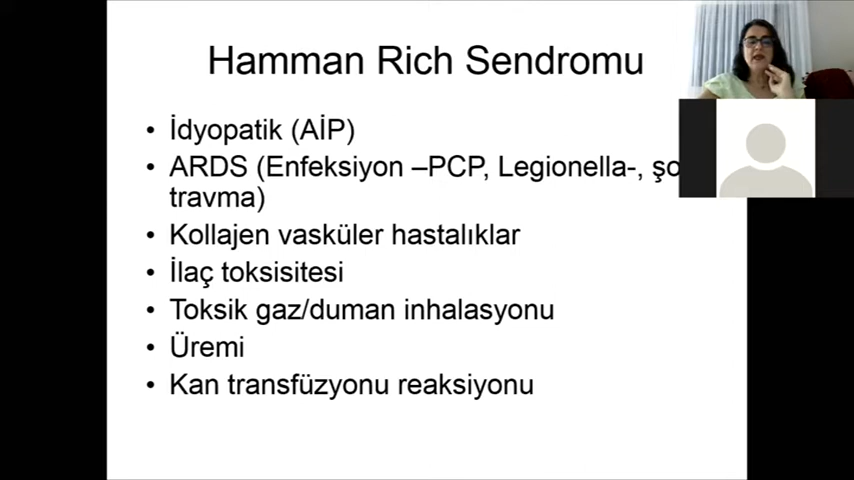 Hamman Rich Sendromu
• İdyopatik (AİP)
• ARDS (Enfeksiyon –PCP, Legionella-,
travma)
• Kollajen vasküler hastalıklar
• İlaç toksisitesi
• Toksik gaz/duman inhalasyonu
• Üremi
• Kan transfüzyonu reaksiyonu